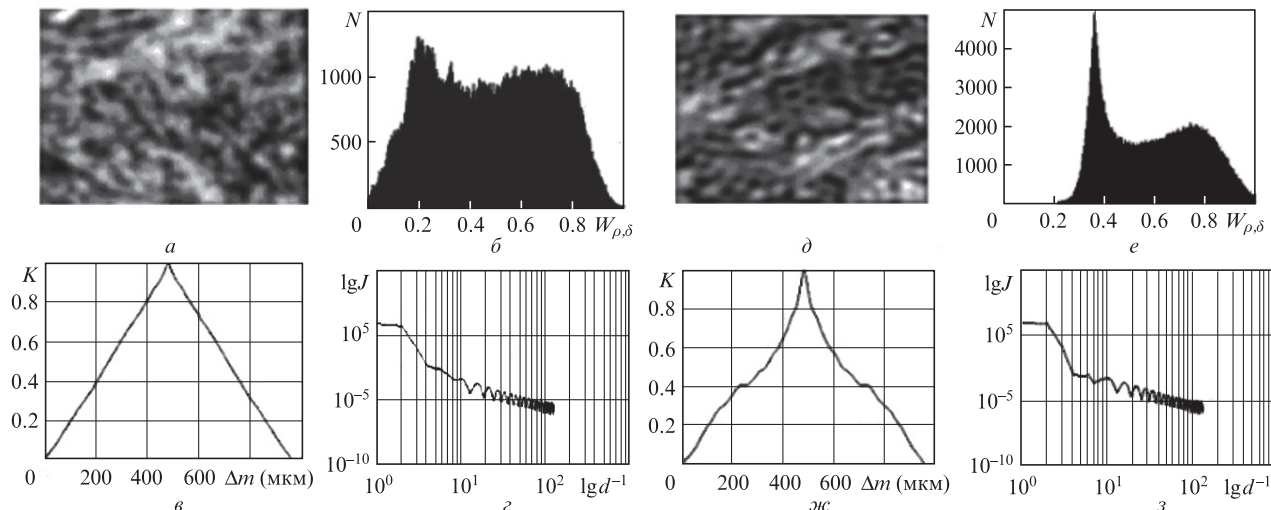 N
1000
500
0
0.2 0.4 0.6 0.8 W_{ρ,δ}
а
б
N
4000
3000
2000
1000
0
0.2 0.4 0.6 0.8 W_{ρ,δ}
д
е
K
0.8
0.6
0.4
0.2
0 200 400 600 Δm (мкм)
в
lgJ
10^5
10^{-5}
10^{-10}
10^0 10^1 10^2 lgd^{-1}
г
K
0.8
0.6
0.4
0.2
0 200 400 600 Δm (мкм)
ж
lgJ
10^5
10^{-5}
10^{-10}
10^0 10^1 10^2 lgd^{-1}
з